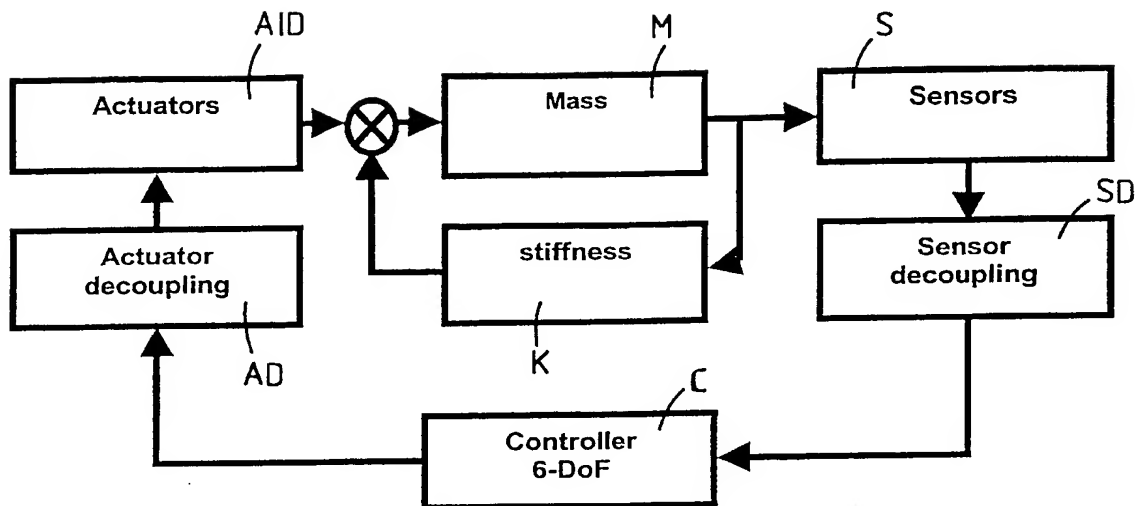 AID
M
S
Actuators
Mass
Sensors
SD
Actuator
decoupling
stiffness
Sensor
decoupling
AD
K
C
Controller
6-DoF